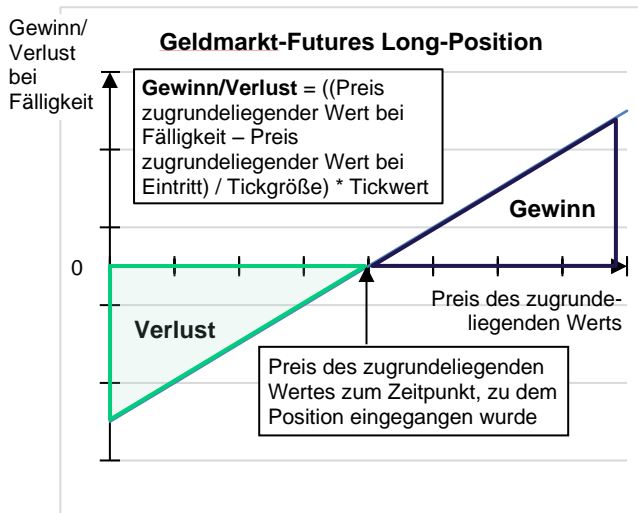 Gewinn/
Verlust
bei
Fälligkeit
Geldmarkt-Futures Long-Position
Gewinn/Verlust = ((Preis
zugrundeliegender Wert bei
Fälligkeit – Preis
zugrundeliegender Wert bei
Eintritt) / Tickgröße) * Tickwert
Gewinn
0
Preis des zugrunde-
liegenden Werts
Verlust
Preis des zugrundeliegenden
Wertes zum Zeitpunkt, zu dem
Position eingegangen wurde